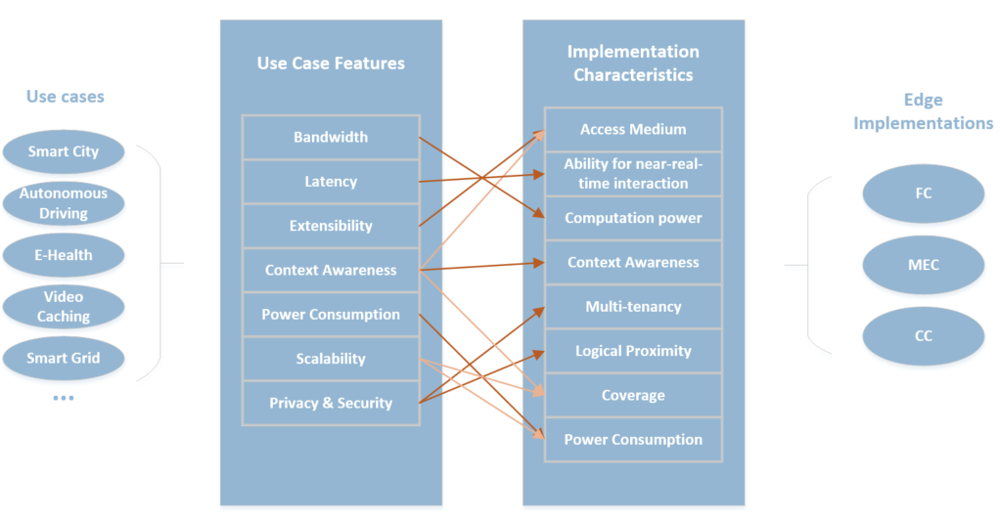 Use cases
Smart City
Autonomous
Driving
E-Health
Video
Caching
Smart Grid
...
Use Case Features
Bandwidth
Latency
Extensibility
Context Awareness
Power Consumption
Scalability
Privacy & Security
Implementation
Characteristics
Access Medium
Ability for near-real-
time interaction
Computation power
Context Awareness
Multi-tenancy
Logical Proximity
Coverage
Power Consumption
Edge
Implementations
FC
MEC
CC